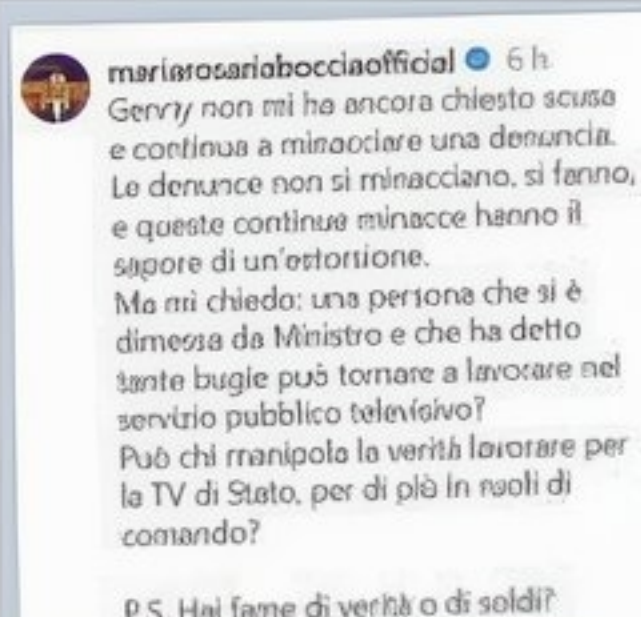 mariarosariabocciaofficial 6 h
Genny non mi ha ancora chiesto scusa
e continua a minacciare una denuncia.
Le denunce non si minacciano, si fanno,
e queste continue minacce hanno il
sapore di un'estorsione.
Ma mi chiedo: una persona che si è
dimessa da Ministro e che ha detto
tante bugie può tornare a lavorare nel
servizio pubblico televisivo?
Può chi manipola la verità lavorare per
la TV di Stato, per di più in ruoli di
comando?
P.S. Hai fame di verità o di soldi?